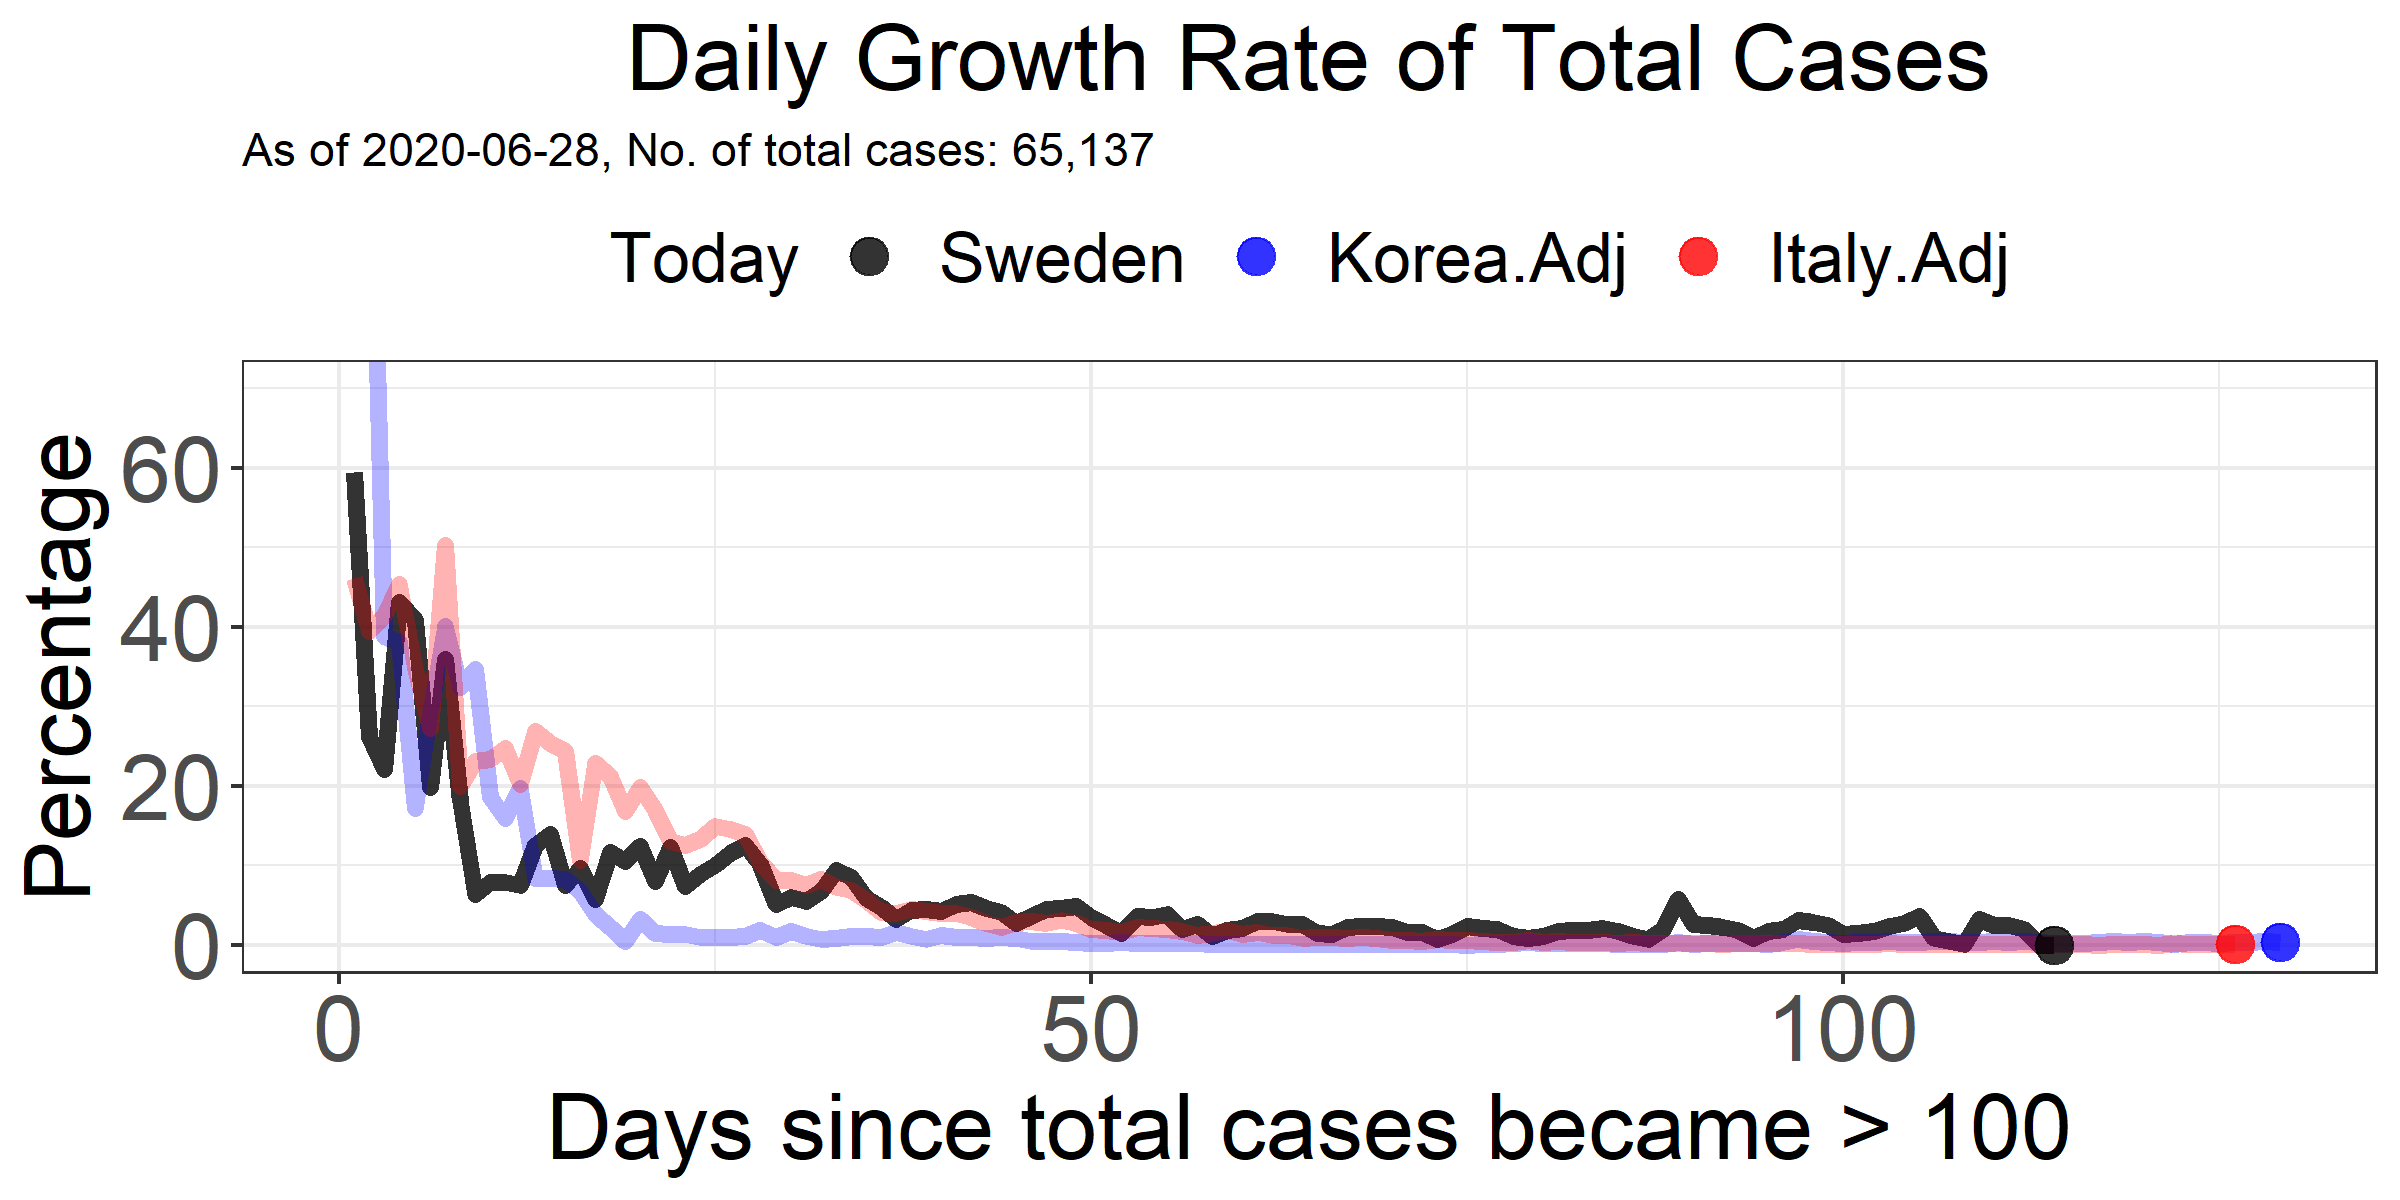 Daily Growth Rate of Total Cases
As of 2020-06-28, No. of total cases: 65,137
Today Sweden Korea.Adj Italy.Adj
Percentage
60
40
20
0
0 50 100
Days since total cases became > 100